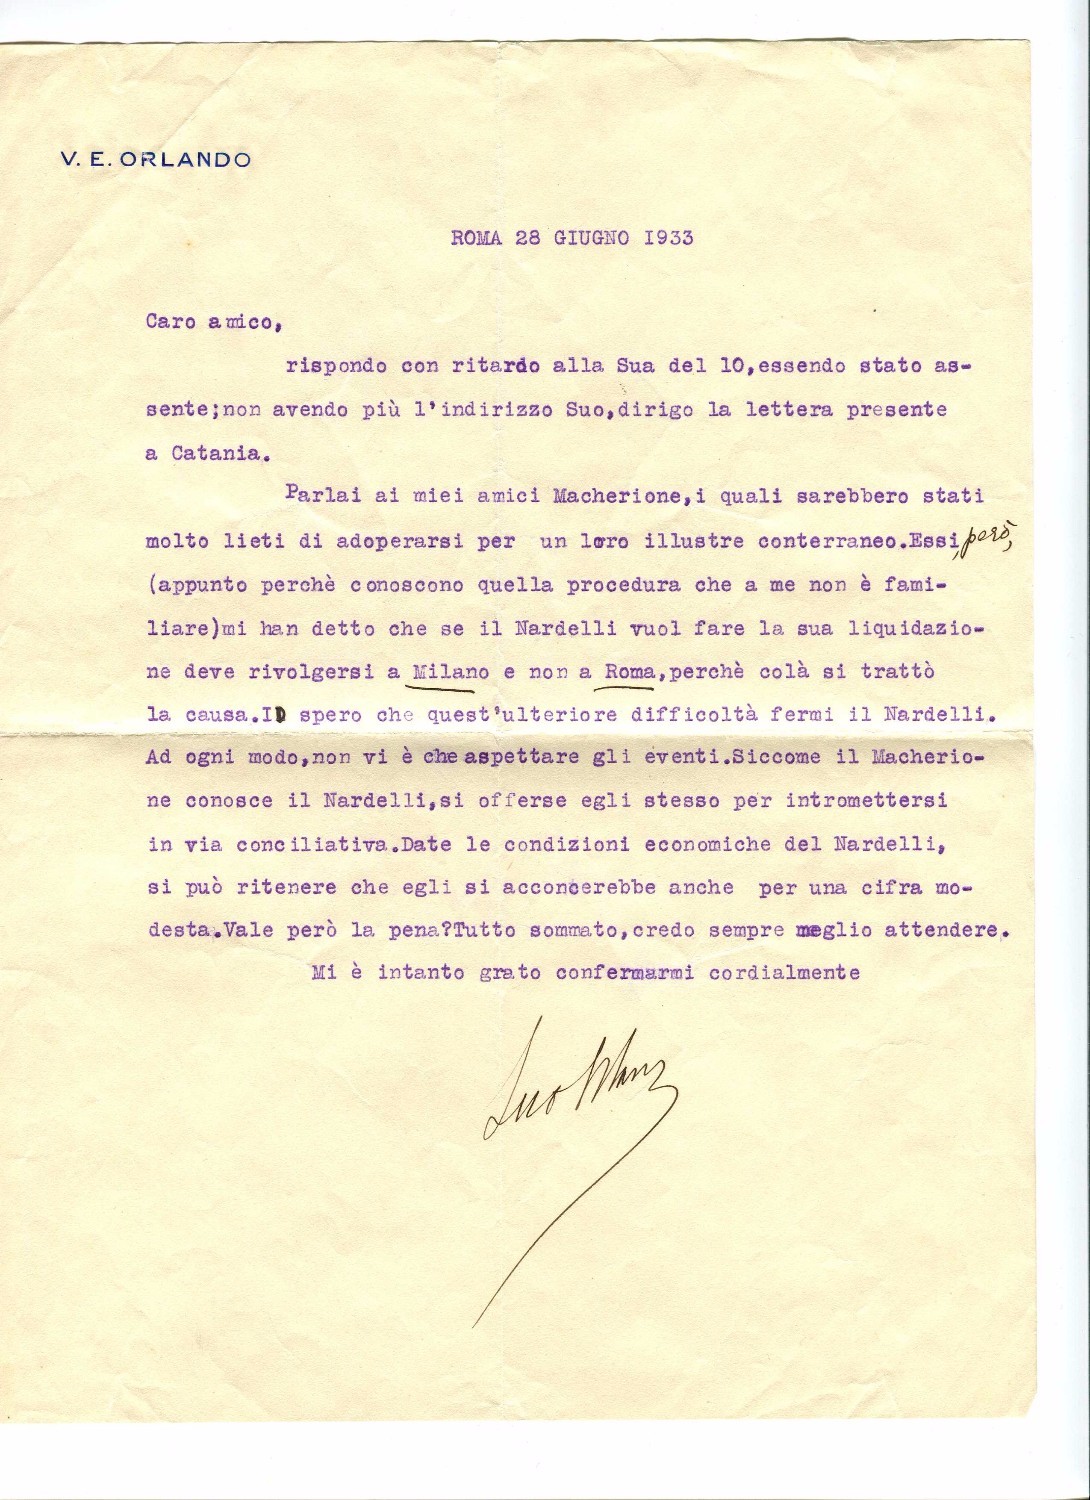 V. E. ORLANDO
ROMA 28 GIUGNO 1933
Caro amico,
rispondo con ritardo alla Sua del 10,essendo stato as-
sente;non avendo più l'indirizzo Suo,dirigo la lettera presente
a Catania.
Parlai ai miei amici Macherione,i quali sarebbero stati
molto lieti di adoperarsi per un loro illustre conterraneo.Essi,però,
(appunto perchè conoscono quella procedura che a me non è fami-
liare)mi han detto che se il Nardelli vuol fare la sua liquidazio-
ne deve rivolgersi a Milano e non a Roma,perchè colà si trattò
la causa. spero che quest'ulteriore difficoltà fermi il Nardelli.
Ad ogni modo,non vi è che aspettare gli eventi.Siccome il Macherio-
ne conosce il Nardelli,si offerse egli stesso per intromettersi
in via conciliativa.Date le condizioni economiche del Nardelli,
si può ritenere che egli si acconcerebbe anche per una cifra mo-
desta.Vale però la pena?Tutto sommato,credo sempre meglio attendere.
Mi è intanto grato confermarmi cordialmente